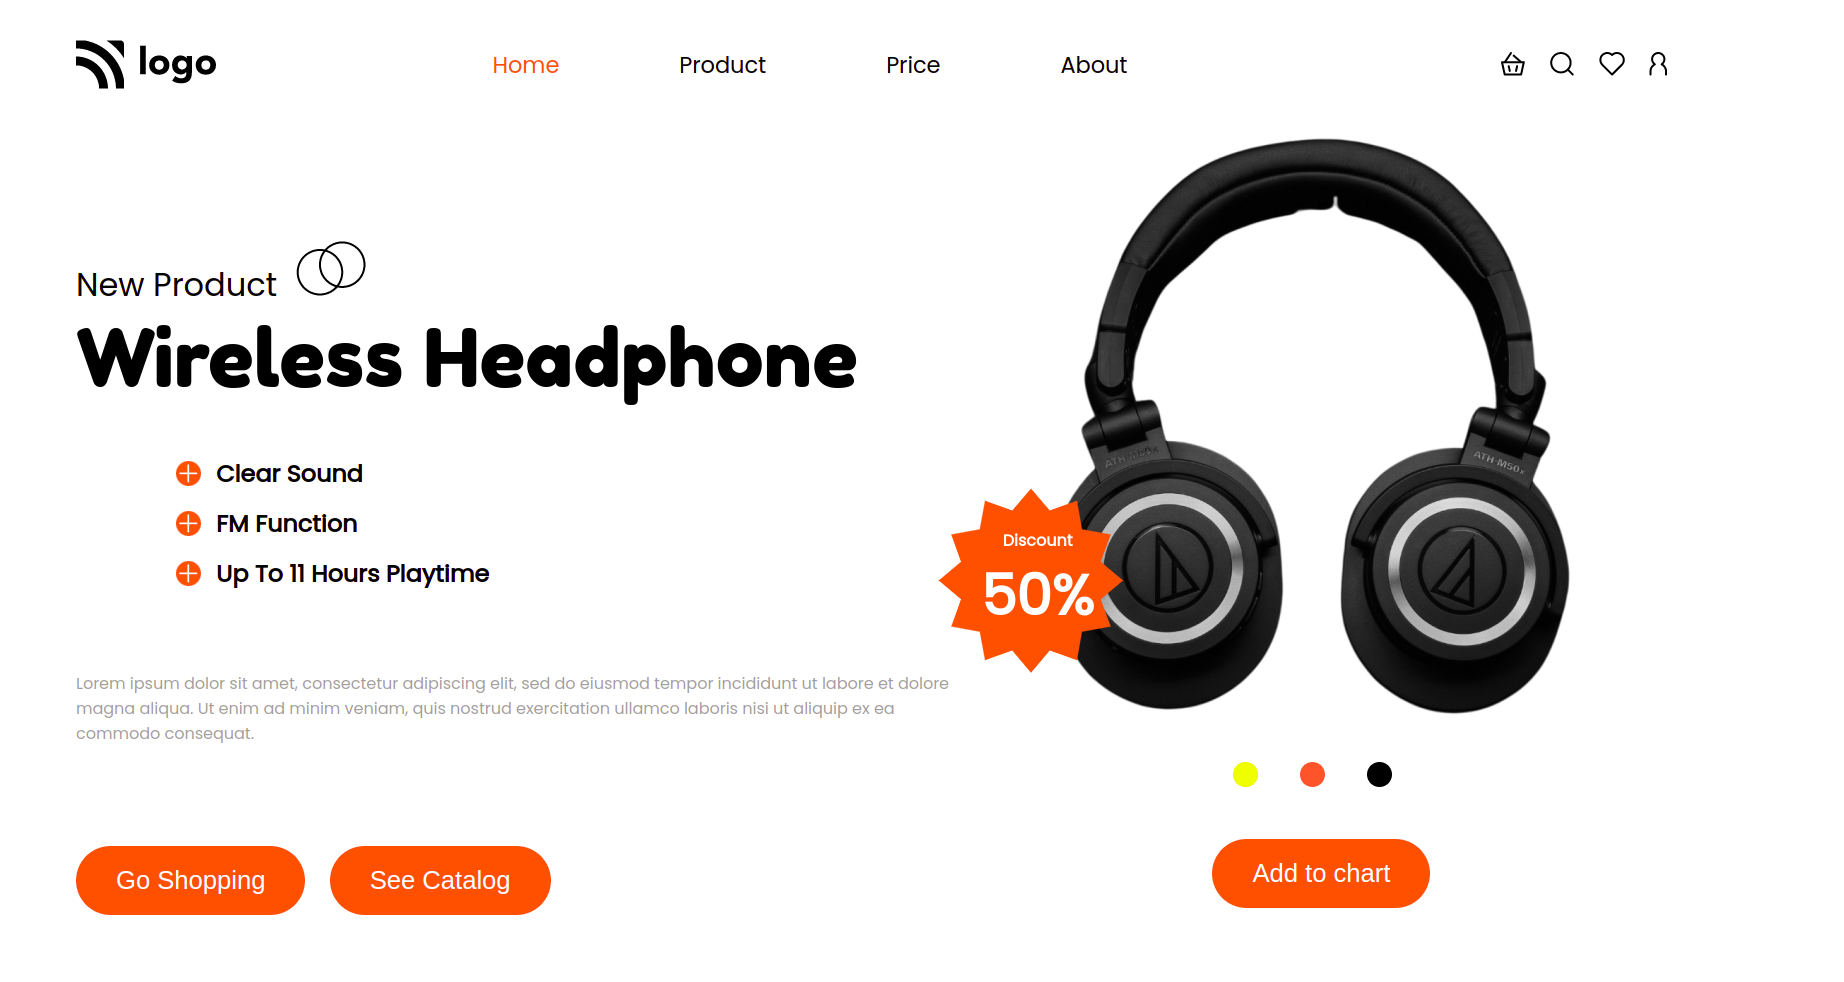 logo
Home Product Price About
New Product
Wireless Headphone
Clear Sound
FM Function
Up To 11 Hours Playtime
ATH-M50x
ATH-M50x
Discount
50%
Lorem ipsum dolor sit amet, consectetur adipiscing elit, sed do eiusmod tempor incididunt ut labore et dolore
magna aliqua. Ut enim ad minim veniam, quis nostrud exercitation ullamco laboris nisi ut aliquip ex ea
commodo consequat.
Go Shopping
See Catalog
Add to chart